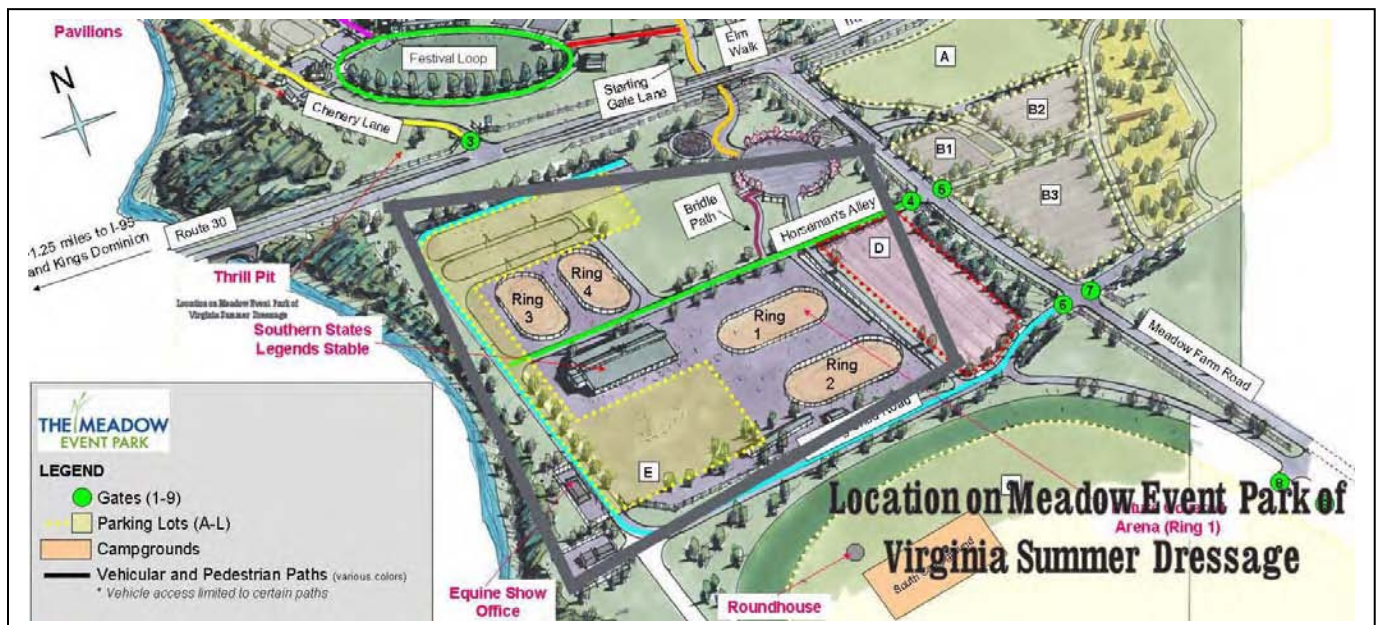 Pavilions
N
Festival Loop
Chenery Lane
3
Starting
Gate Lane
Elm
Walk
A
B2
B1
B3
5
4
Route 30
1.25 miles to I-95
and Kings Dominion
Thrill Pit
Location on Meadow Event Park of
Virginia Summer Dressage
Bridle
Path
Horseman's Alley
D
Ring
3
Ring
4
Ring
1
Ring
2
Southern States
Legends Stable
6
7
Meadow Farm Road
Road
E
8
THE MEADOW
EVENT PARK
LEGEND
Gates (1-9)
Parking Lots (A-L)
Campgrounds
Vehicular and Pedestrian Paths (various colors)
* Vehicle access limited to certain paths
Equine Show
Office
Roundhouse
South
Arena (Ring 1)
Location on Meadow Event Park of
Virginia Summer Dressage